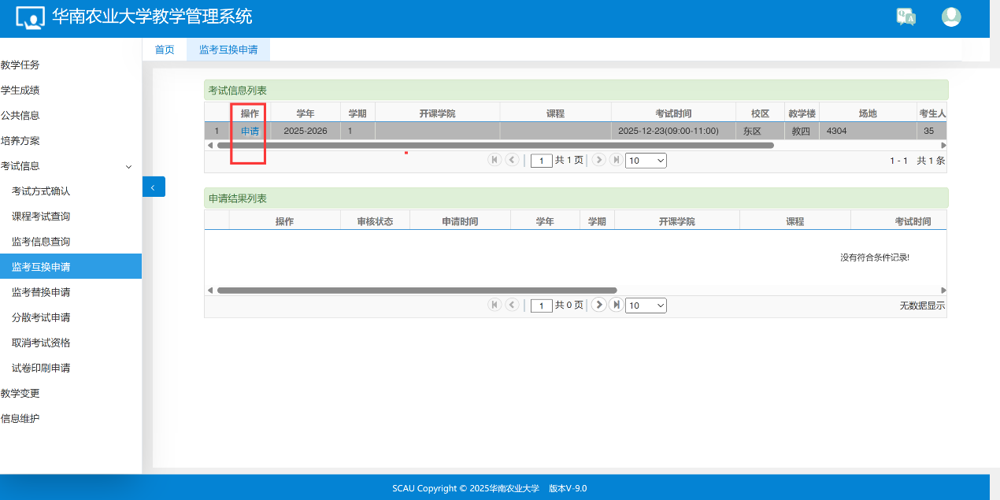 华南农业大学教学管理系统
首页 监考互换申请
教学任务
学生成绩
公共信息
培养方案
考试信息
考试方式确认
课程考试查询
监考信息查询
监考互换申请
监考替换申请
分散考试申请
取消考试资格
试卷印刷申请
教学变更
信息维护
考试信息列表
操作 学年 学期 开课学院 课程 考试时间 校区 教学楼 场地 考生人
1 申请 2025-2026 1 2025-12-23(09:00-11:00) 东区 教四 4304 35
1 共 1 页 10 1 - 1 共 1 条
申请结果列表
操作 审核状态 申请时间 学年 学期 开课学院 课程 考试时间
没有符合条件记录!
1 共 0 页 10 无数据显示
SCAU Copyright © 2025华南农业大学 版本V-9.0